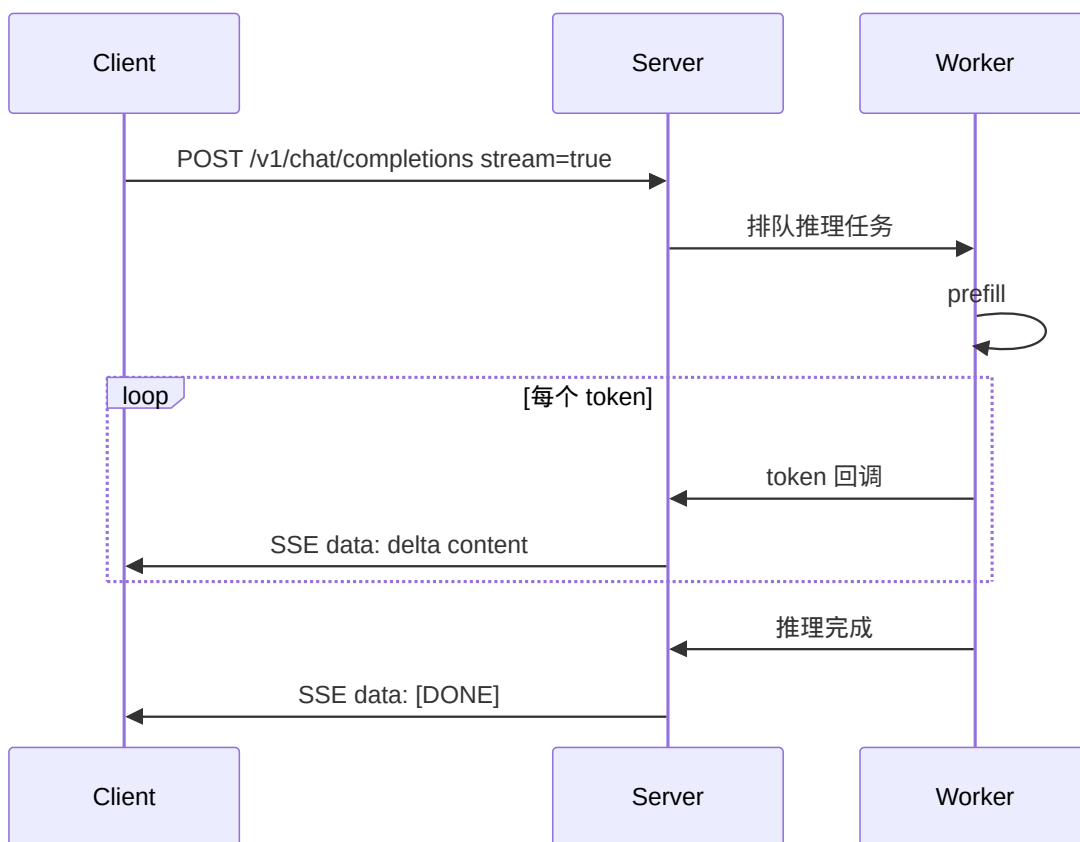 Client
Server
Worker
POST /v1/chat/completions stream=true
排队推理任务
prefill
loop
[每个 token]
token 回调
SSE data: delta content
推理完成
SSE data: [DONE]
Client
Server
Worker